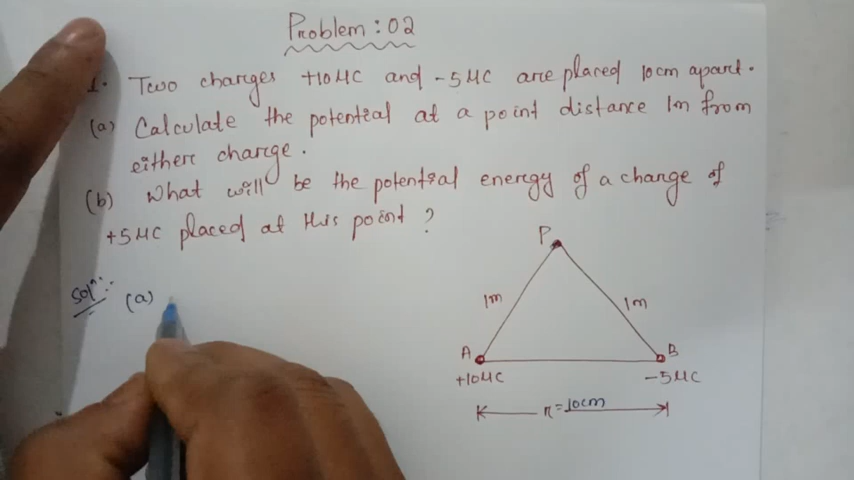 Problem : 02
1. Two charges +10μC and -5μC are placed 10cm apart.
(a) Calculate the potential at a point distance 1m from
either charge.
(b) What will be the potential energy of a charge of
+5μC placed at this point ?
Solⁿ: (a)
P
1m 1m
A B
+10μC -5μC
r=10cm